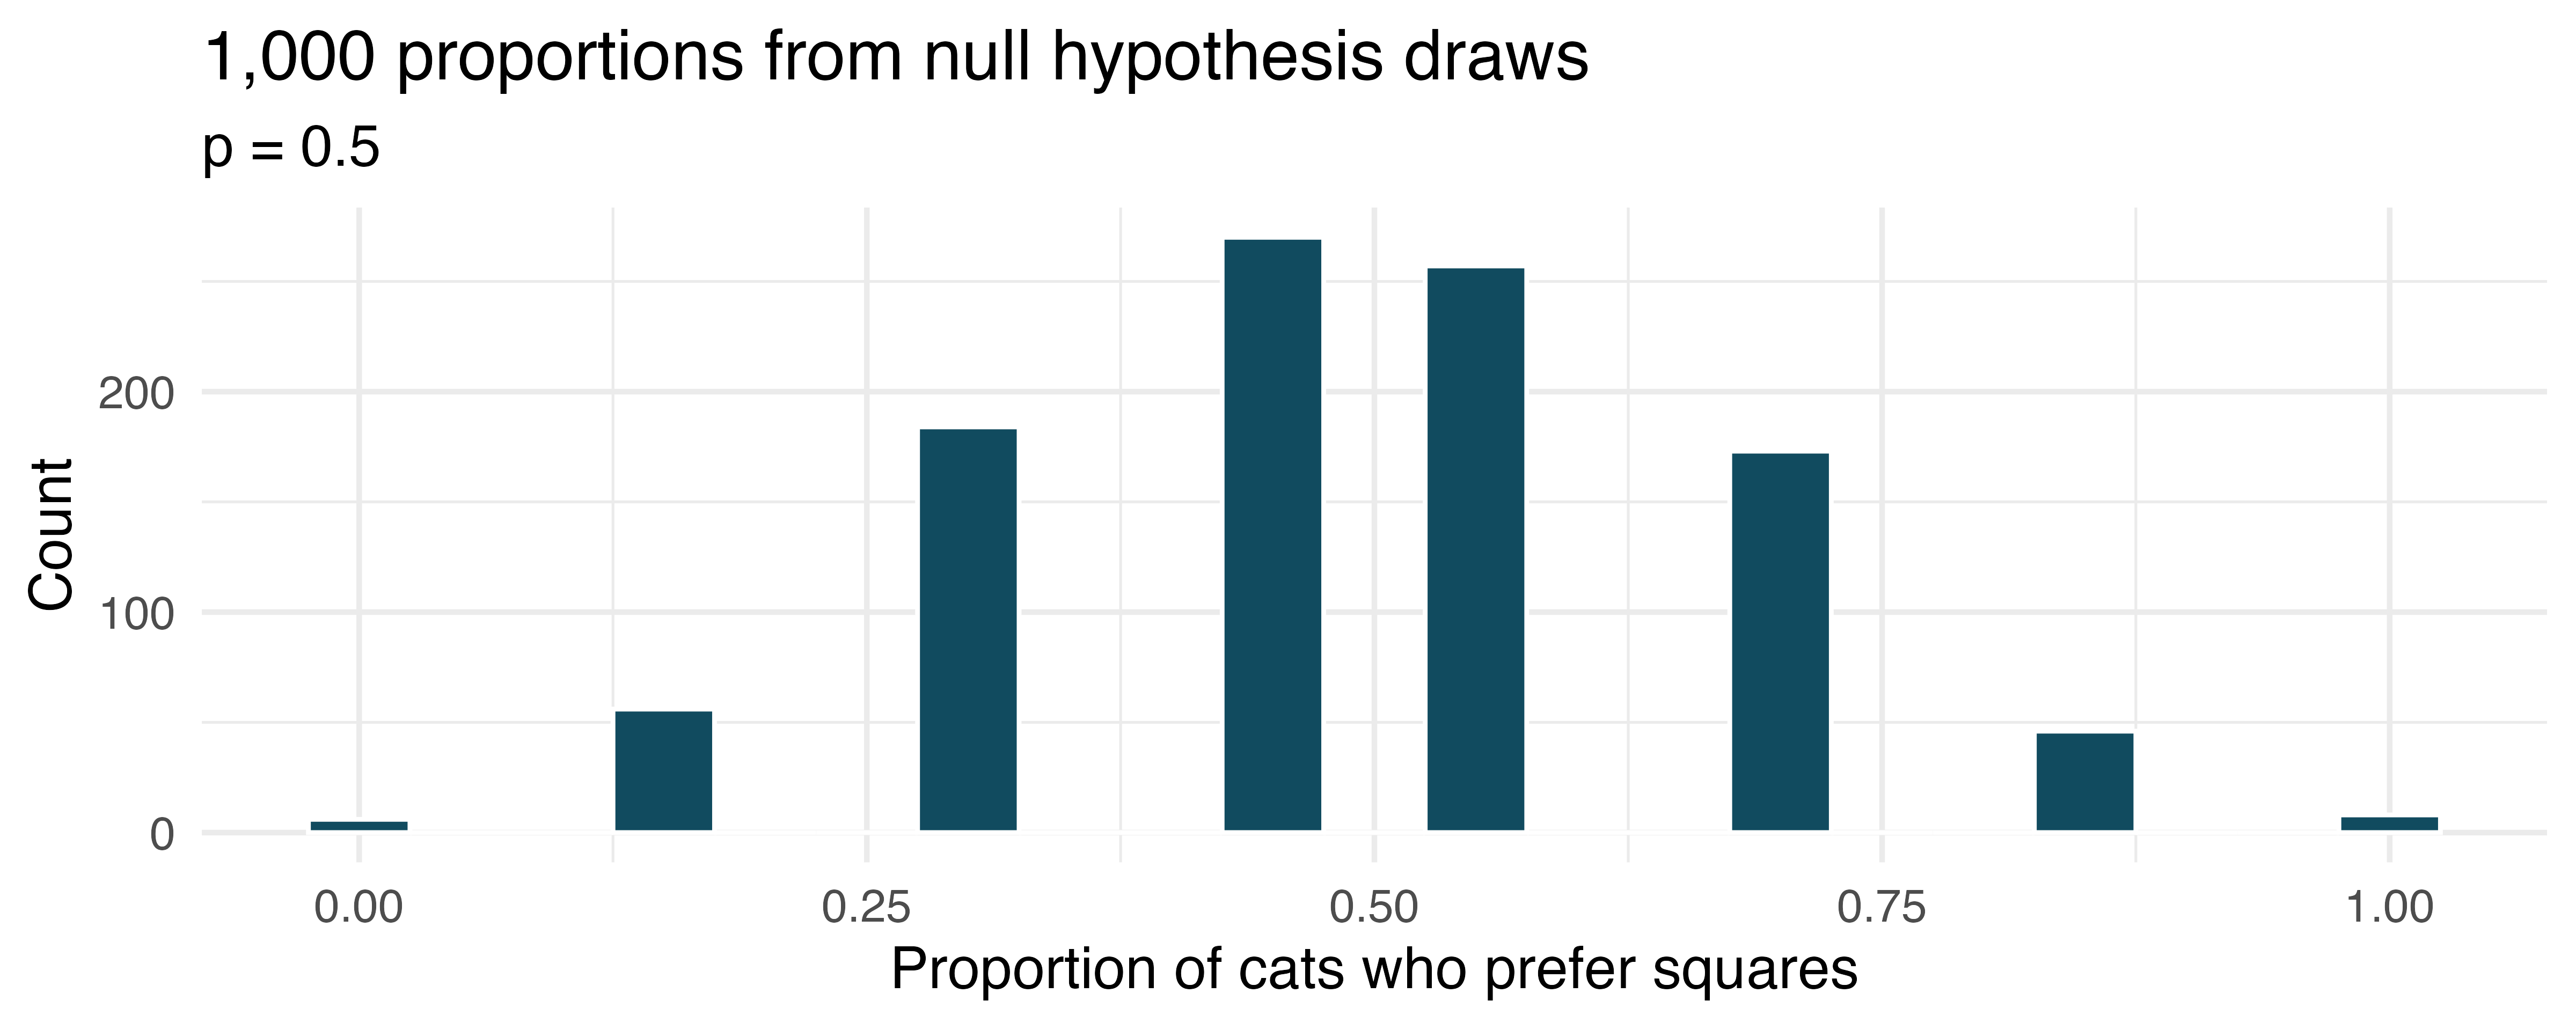 1,000 proportions from null hypothesis draws
p = 0.5
Count
200
100
0
0.00 0.25 0.50 0.75 1.00
Proportion of cats who prefer squares